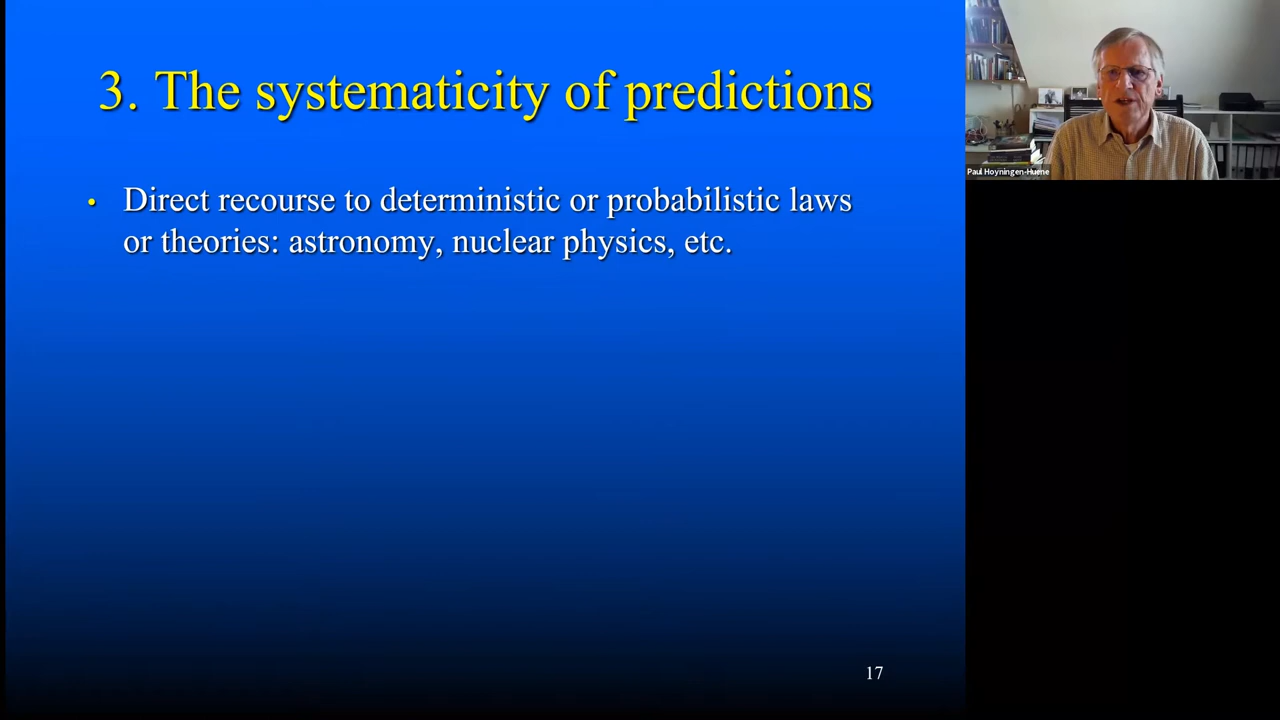 3. The systematicity of predictions
• Direct recourse to deterministic or probabilistic laws
or theories: astronomy, nuclear physics, etc.
17
Paul Hoyningen-Huene